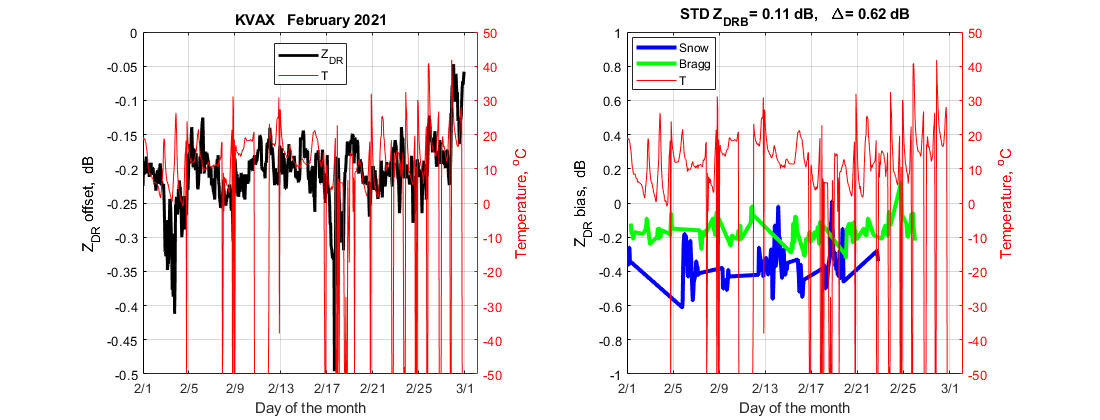 KVAX February 2021
0
-0.05
-0.1
-0.15
-0.2
-0.25
-0.3
-0.35
-0.4
-0.45
-0.5
Z_DR offset, dB
Z_DR
T
50
40
30
20
10
0
-10
-20
-30
-40
-50
Temperature, °C
2/1 2/5 2/9 2/13 2/17 2/21 2/25 3/1
Day of the month
STD Z_DRB = 0.11 dB, Δ = 0.62 dB
1
0.8
0.6
0.4
0.2
0
-0.2
-0.4
-0.6
-0.8
-1
Z_DR bias, dB
Snow
Bragg
T
50
40
30
20
10
0
-10
-20
-30
-40
-50
Temperature, °C
2/1 2/5 2/9 2/13 2/17 2/21 2/25 3/1
Day of the month